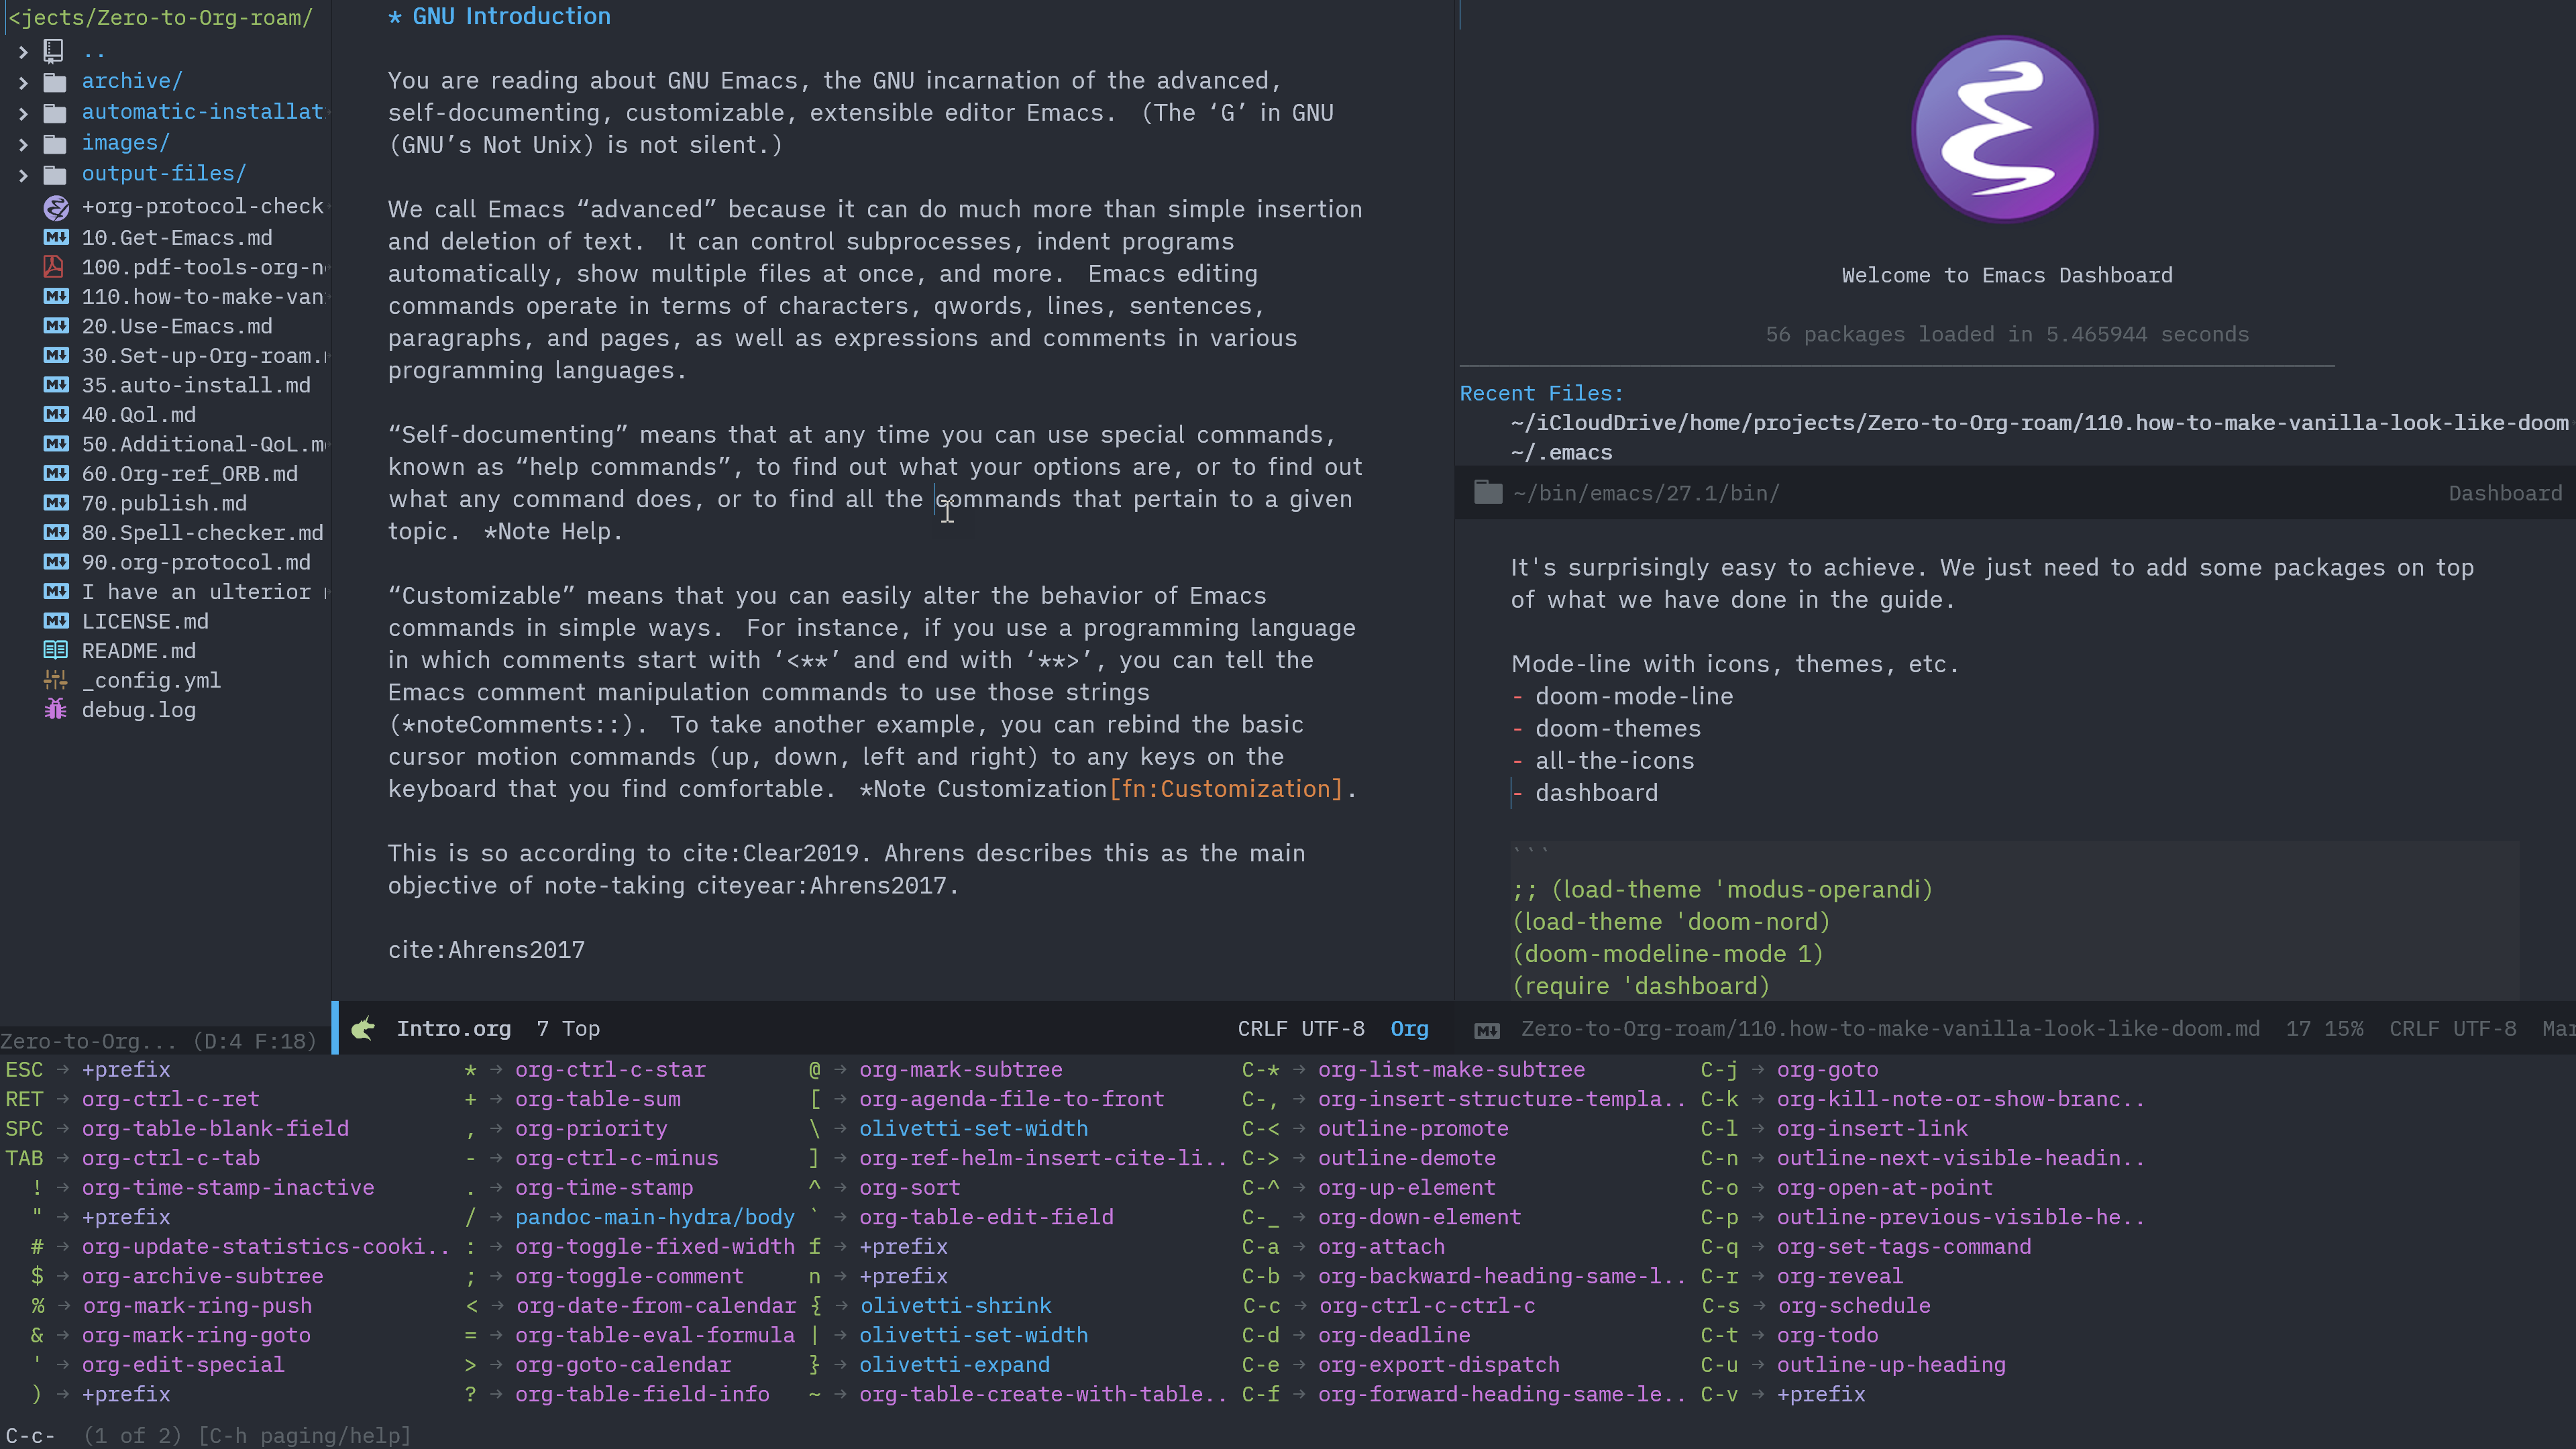 <jects/Zero-to-Org-roam/
..
archive/
automatic-installat
images/
output-files/
+org-protocol-check
10.Get-Emacs.md
100.pdf-tools-org-n
110.how-to-make-van
20.Use-Emacs.md
30.Set-up-Org-roam.
35.auto-install.md
40.Qol.md
50.Additional-QoL.m
60.Org-ref_ORB.md
70.publish.md
80.Spell-checker.md
90.org-protocol.md
I have an ulterior
LICENSE.md
README.md
_config.yml
debug.log
Zero-to-Org... (D:4 F:18)
* GNU Introduction
You are reading about GNU Emacs, the GNU incarnation of the advanced,
self-documenting, customizable, extensible editor Emacs.  (The ‘G’ in GNU
(GNU’s Not Unix) is not silent.)
We call Emacs “advanced” because it can do much more than simple insertion
and deletion of text.  It can control subprocesses, indent programs
automatically, show multiple files at once, and more.  Emacs editing
commands operate in terms of characters, qwords, lines, sentences,
paragraphs, and pages, as well as expressions and comments in various
programming languages.
“Self-documenting” means that at any time you can use special commands,
known as “help commands”, to find out what your options are, or to find out
what any command does, or to find all the commands that pertain to a given
topic.  *Note Help.
“Customizable” means that you can easily alter the behavior of Emacs
commands in simple ways.  For instance, if you use a programming language
in which comments start with ‘<**’ and end with ‘**>’, you can tell the
Emacs comment manipulation commands to use those strings
(*noteComments::).  To take another example, you can rebind the basic
cursor motion commands (up, down, left and right) to any keys on the
keyboard that you find comfortable.  *Note Customization[fn:Customization].
This is so according to cite:Clear2019. Ahrens describes this as the main
objective of note-taking citeyear:Ahrens2017.
cite:Ahrens2017
Intro.org 7 Top CRLF UTF-8 Org
Welcome to Emacs Dashboard
56 packages loaded in 5.465944 seconds
Recent Files:
~/iCloudDrive/home/projects/Zero-to-Org-roam/110.how-to-make-vanilla-look-like-doom
~/.emacs
~/bin/emacs/27.1/bin/ Dashboard
It's surprisingly easy to achieve. We just need to add some packages on top
of what we have done in the guide.
Mode-line with icons, themes, etc.
- doom-mode-line
- doom-themes
- all-the-icons
- dashboard
```
;; (load-theme 'modus-operandi)
(load-theme 'doom-nord)
(doom-modeline-mode 1)
(require 'dashboard)
Zero-to-Org-roam/110.how-to-make-vanilla-look-like-doom.md 17 15% CRLF UTF-8 Mar
ESC → +prefix * → org-ctrl-c-star @ → org-mark-subtree C-* → org-list-make-subtree C-j → org-goto
RET → org-ctrl-c-ret + → org-table-sum [ → org-agenda-file-to-front C-, → org-insert-structure-templa.. C-k → org-kill-note-or-show-branc..
SPC → org-table-blank-field , → org-priority \ → olivetti-set-width C-< → outline-promote C-l → org-insert-link
TAB → org-ctrl-c-tab - → org-ctrl-c-minus ] → org-ref-helm-insert-cite-li.. C-> → outline-demote C-n → outline-next-visible-headin..
! → org-time-stamp-inactive . → org-time-stamp ^ → org-sort C-^ → org-up-element C-o → org-open-at-point
" → +prefix / → pandoc-main-hydra/body ` → org-table-edit-field C-_ → org-down-element C-p → outline-previous-visible-he..
# → org-update-statistics-cooki.. : → org-toggle-fixed-width f → +prefix C-a → org-attach C-q → org-set-tags-command
$ → org-archive-subtree ; → org-toggle-comment n → +prefix C-b → org-backward-heading-same-l.. C-r → org-reveal
% → org-mark-ring-push < → org-date-from-calendar { → olivetti-shrink C-c → org-ctrl-c-ctrl-c C-s → org-schedule
& → org-mark-ring-goto = → org-table-eval-formula | → olivetti-set-width C-d → org-deadline C-t → org-todo
' → org-edit-special > → org-goto-calendar } → olivetti-expand C-e → org-export-dispatch C-u → outline-up-heading
) → +prefix ? → org-table-field-info ~ → org-table-create-with-table.. C-f → org-forward-heading-same-le.. C-v → +prefix
C-c- (1 of 2) [C-h paging/help]